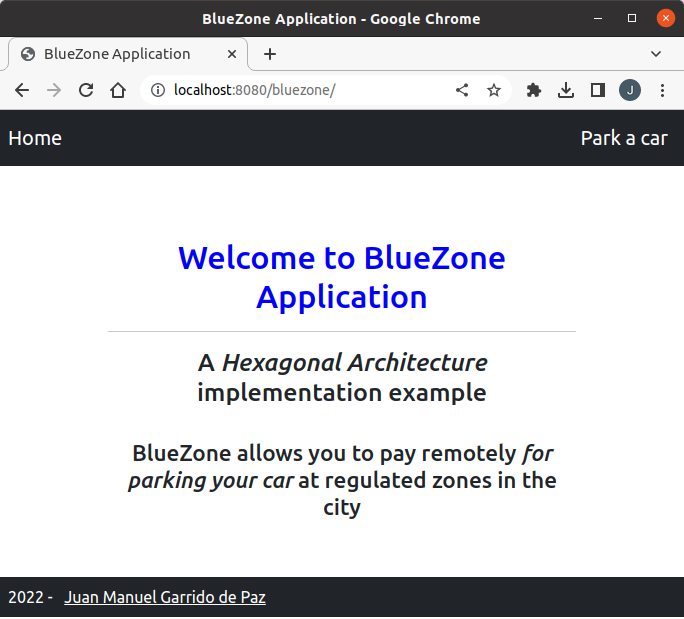 BlueZone Application - Google Chrome
BlueZone Application
localhost:8080/bluezone/
J
Home
Park a car
Welcome to BlueZone
Application
A Hexagonal Architecture
implementation example
BlueZone allows you to pay remotely for
parking your car at regulated zones in the
city
2022 - Juan Manuel Garrido de Paz